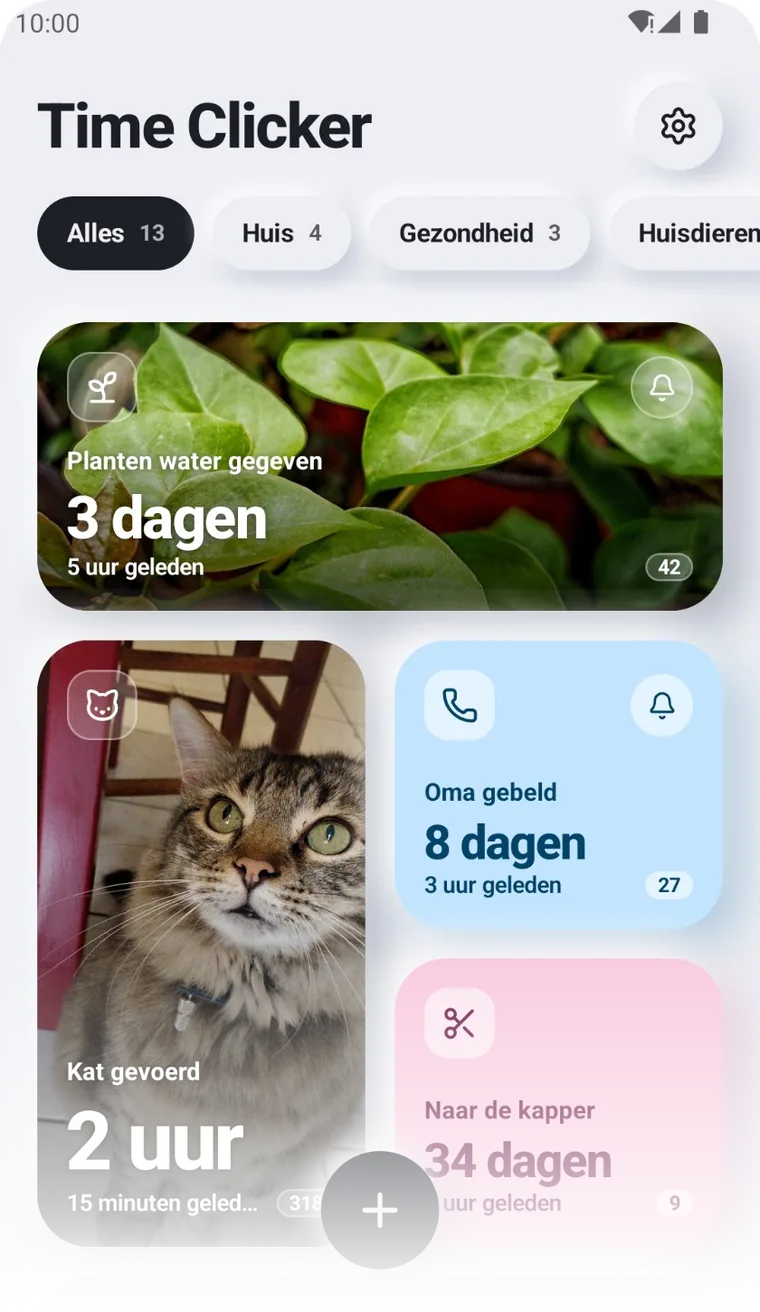 10:00
Time Clicker
Alles 13
Huis 4
Gezondheid 3
Huisdieren
Planten water gegeven
3 dagen
5 uur geleden
42
Kat gevoerd
2 uur
15 minuten geled...
318
Oma gebeld
8 dagen
3 uur geleden
27
Naar de kapper
34 dagen
uur geleden
9